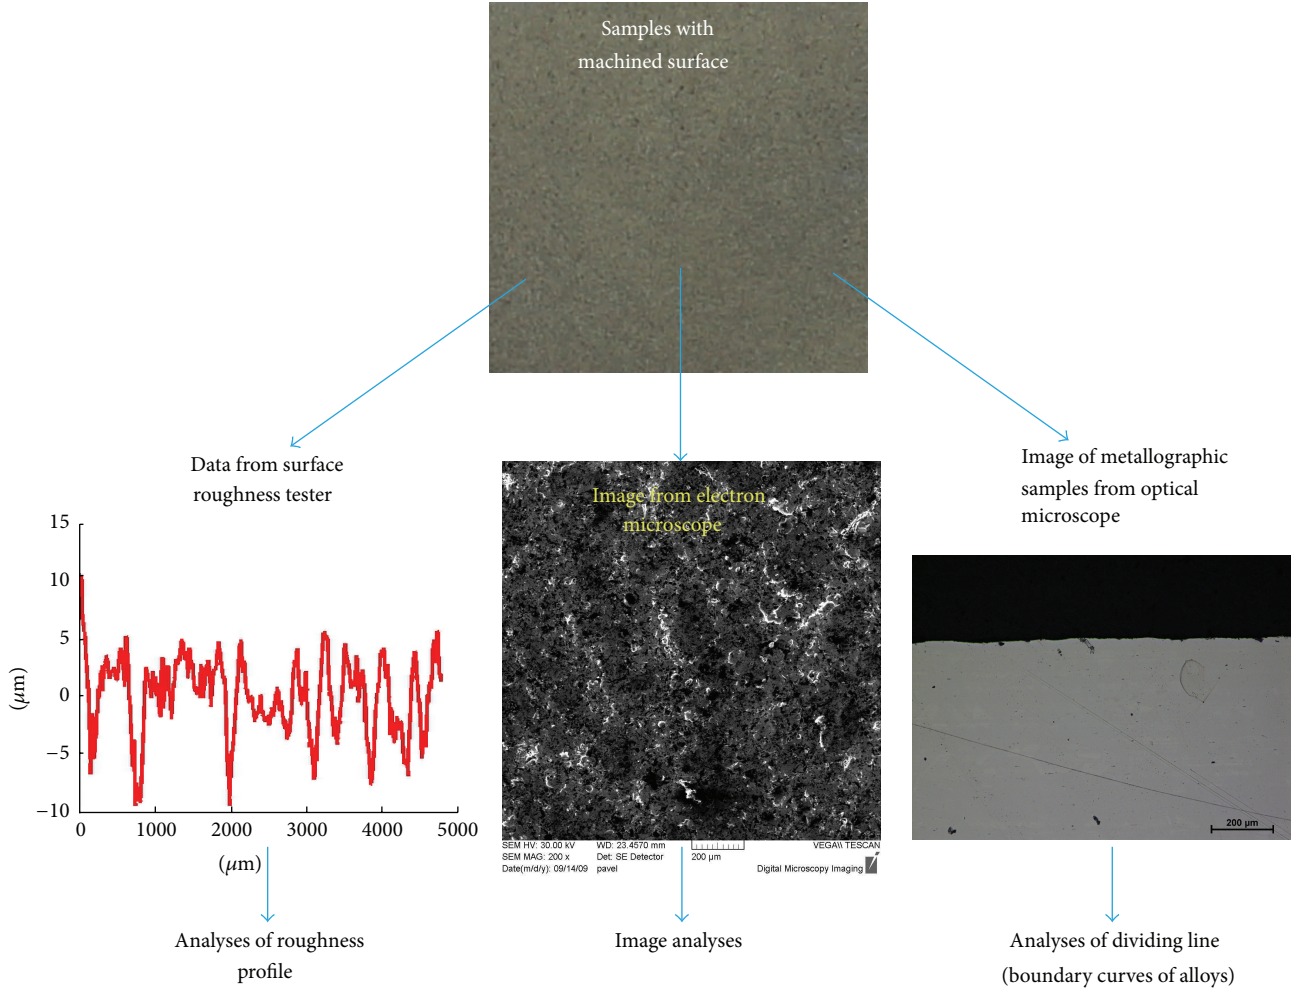 Samples with
machined surface
Data from surface
roughness tester
Image from electron
microscope
Image of metallographic
samples from optical
microscope
15
10
5
0
−5
−10
(μm)
0 1000 2000 3000 4000 5000
(μm)
SEM HV: 30.00 kV WD: 23.4570 mm VEGA\\ TESCAN
SEM MAG: 200 x Det: SE Detector 200 μm
Date(m/d/y): 09/14/09 pavel Digital Microscopy Imaging
200 μm
Analyses of roughness
profile
Image analyses
Analyses of dividing line
(boundary curves of alloys)